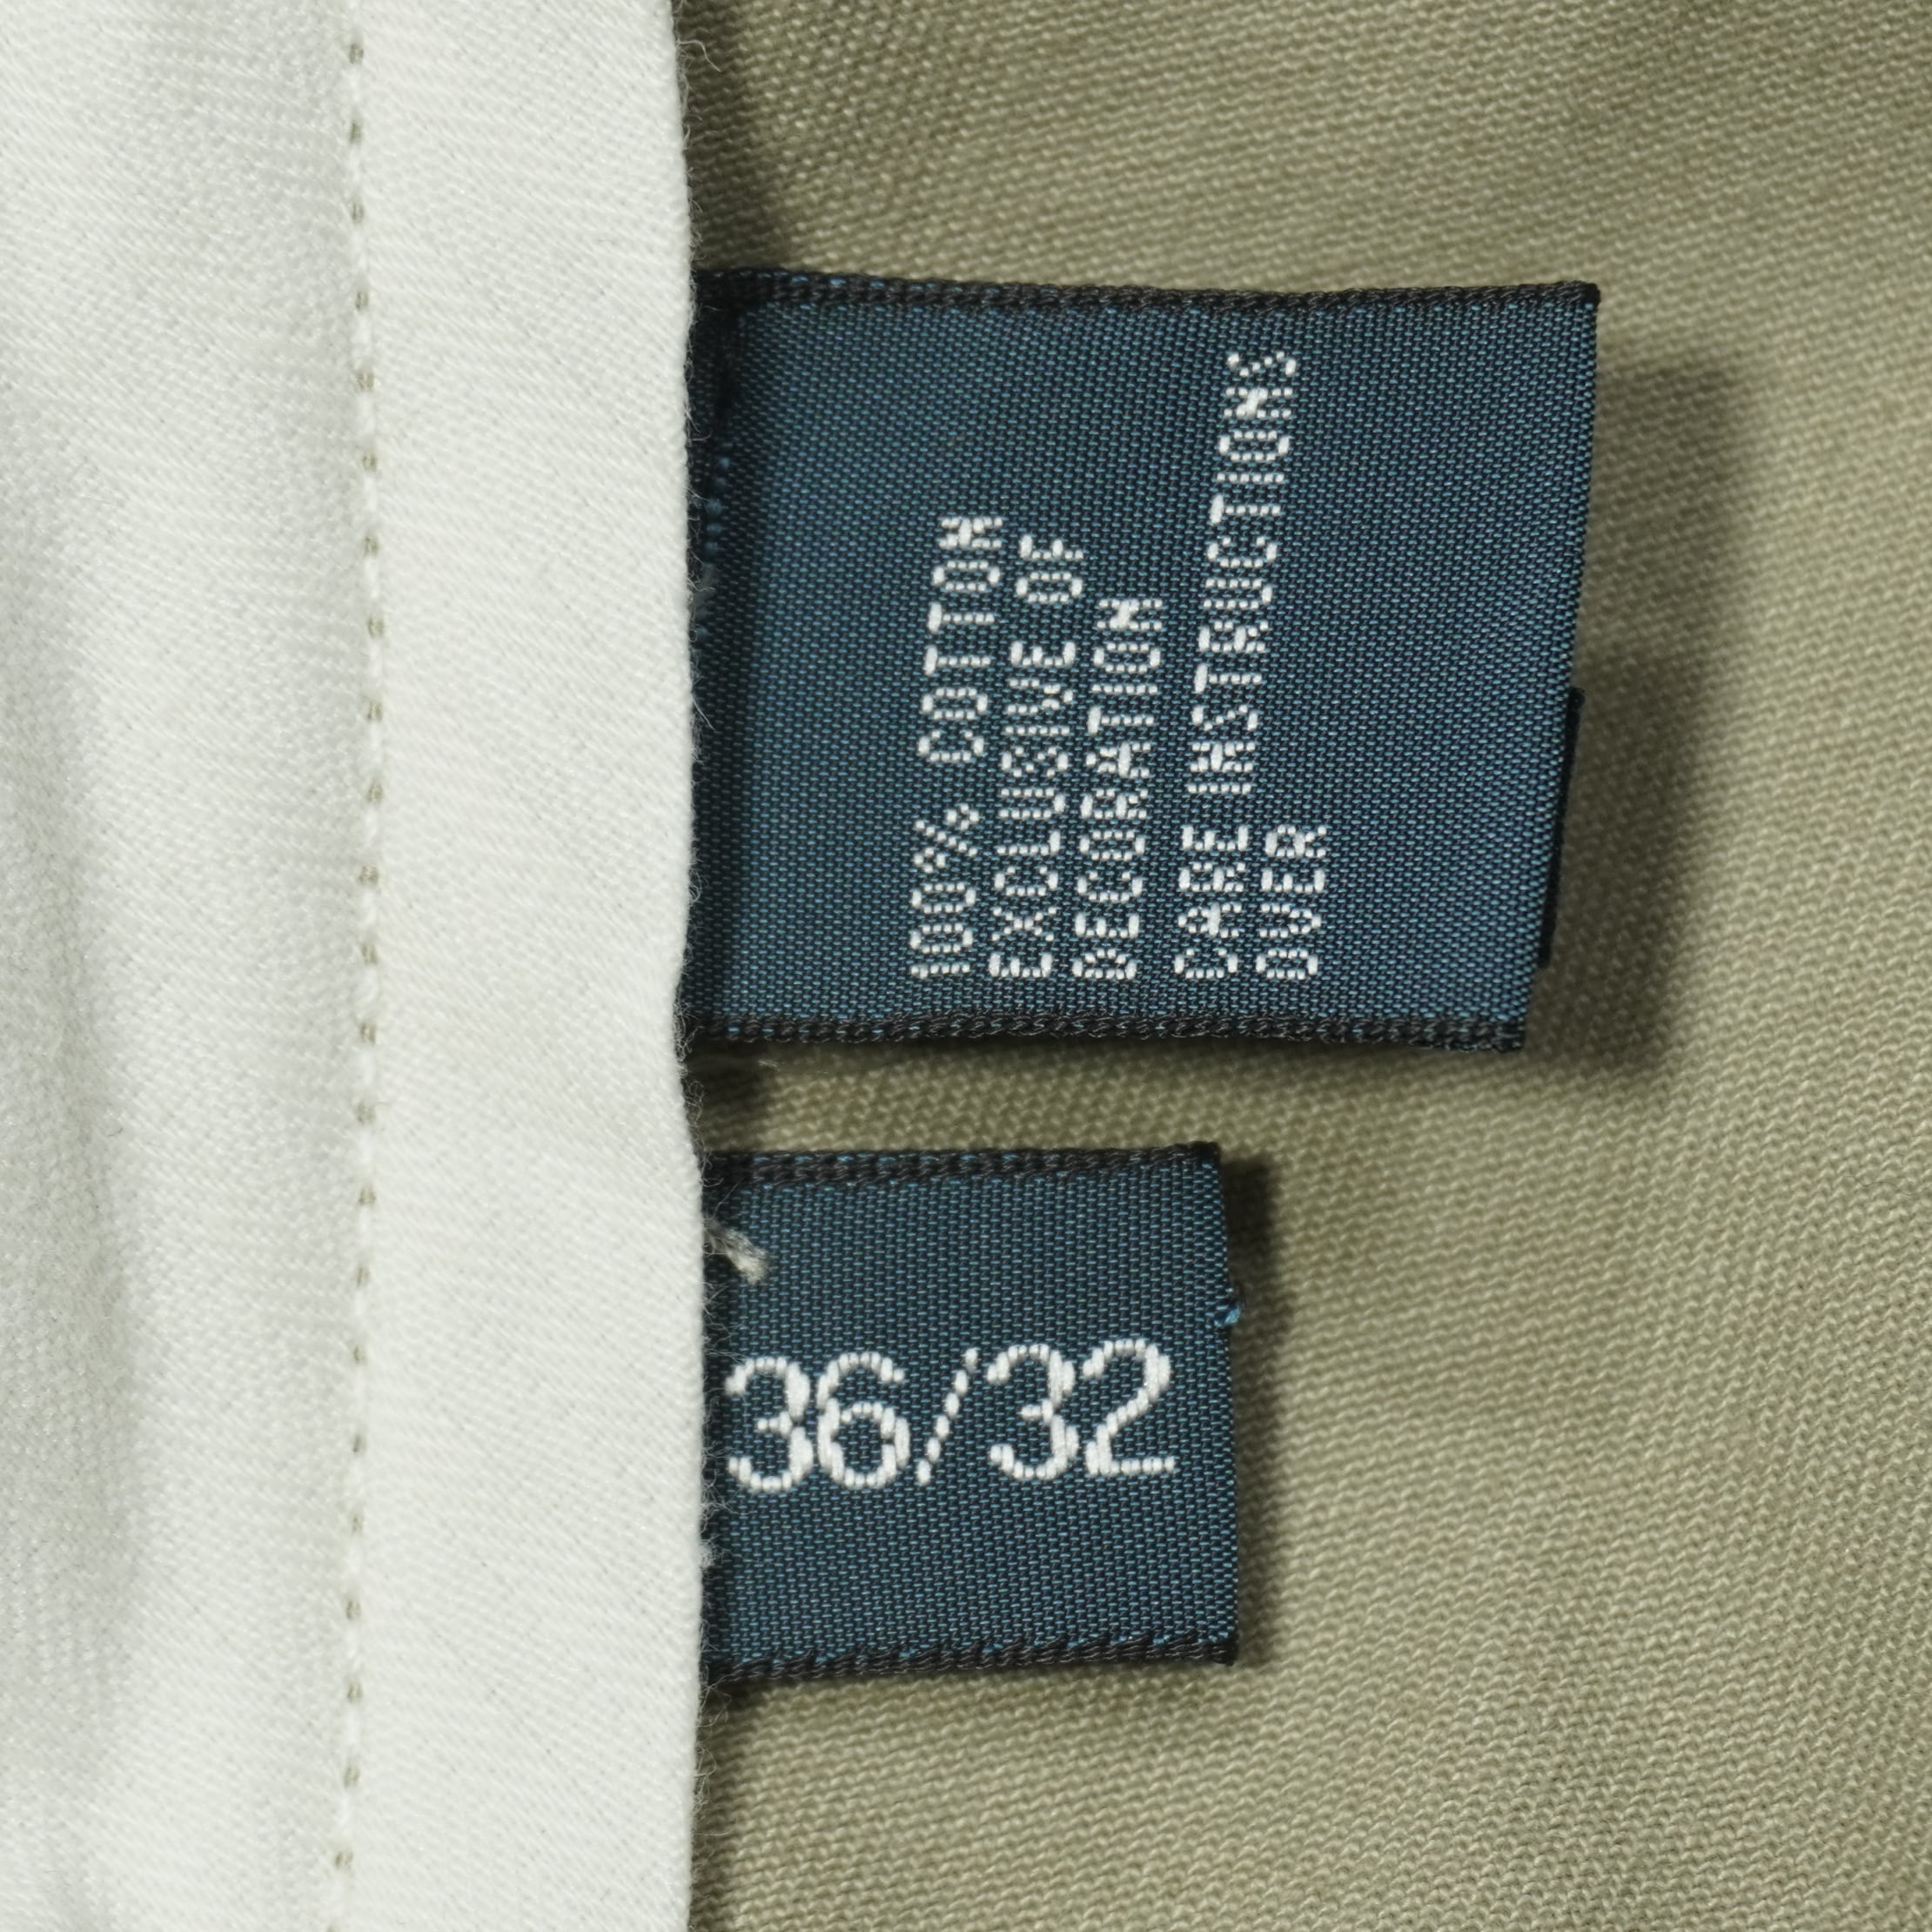 100% COTTON
EXCLUSIVE OF
DECORATION
CARE INSTRUCTIONS
OVER
36/32